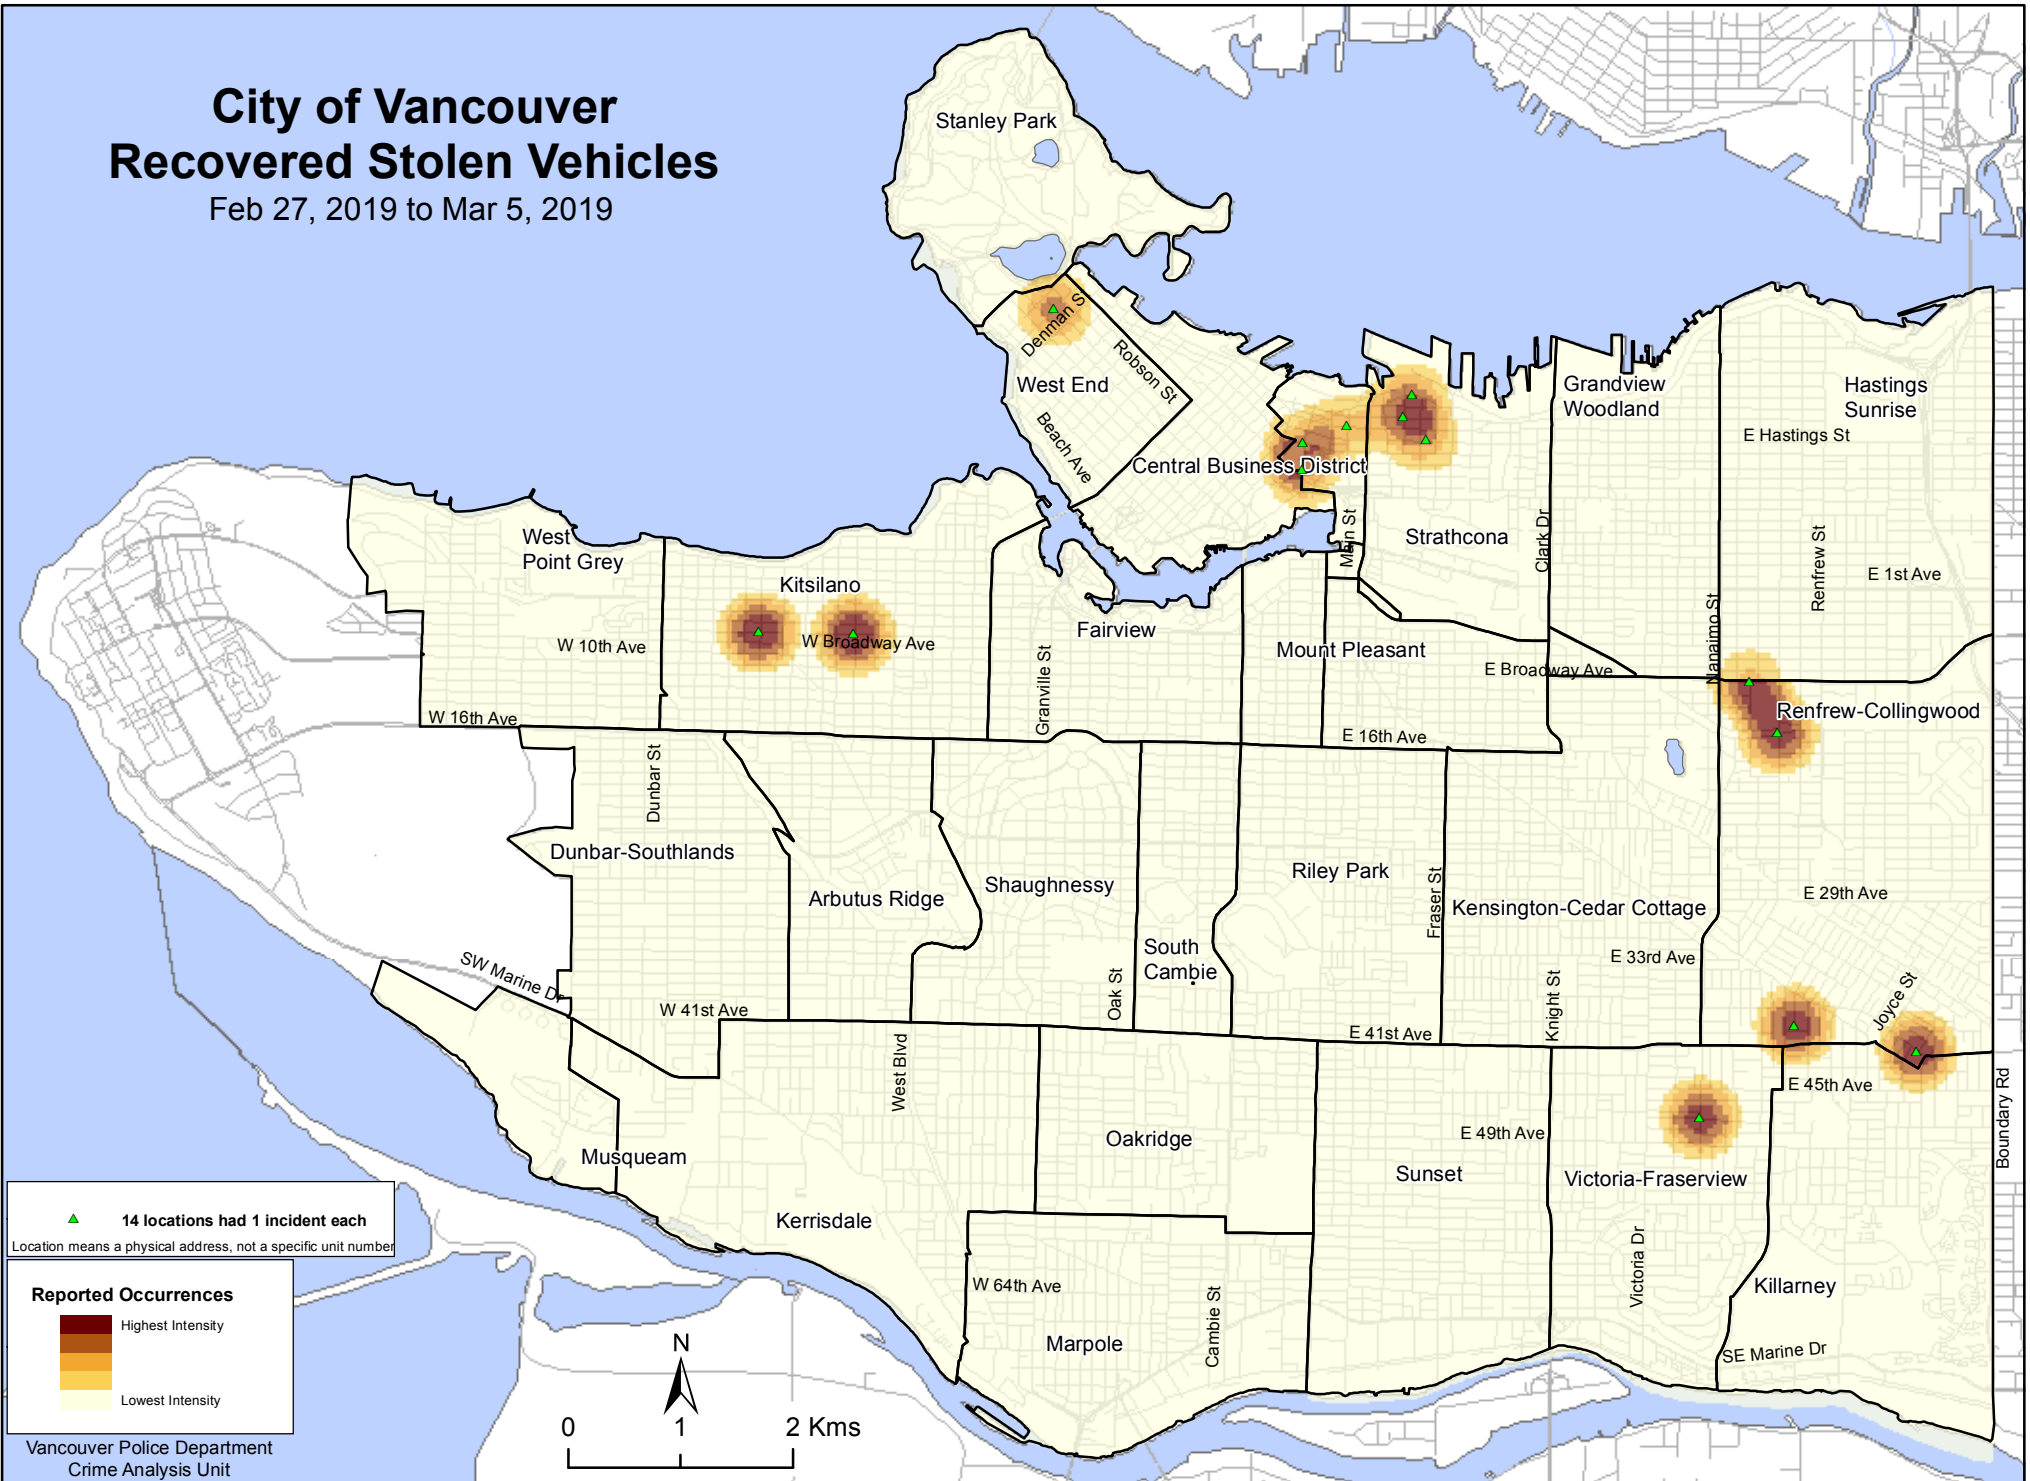 City of Vancouver
Recovered Stolen Vehicles
Feb 27, 2019 to Mar 5, 2019
Stanley Park
Denman S
Robson St
West End
Beach Ave
Central Business District
Main St
Strathcona
Clark Dr
Grandview
Woodland
Hastings
Sunrise
E Hastings St
Renfrew St
E 1st Ave
Nanaimo St
West
Point Grey
Kitsilano
W 10th Ave
W Broadway Ave
Fairview
Granville St
Mount Pleasant
E Broadway Ave
Renfrew-Collingwood
W 16th Ave
E 16th Ave
Dunbar St
Dunbar-Southlands
Arbutus Ridge
Shaughnessy
Riley Park
Fraser St
Kensington-Cedar Cottage
E 29th Ave
South
Cambie
E 33rd Ave
SW Marine Dr
W 41st Ave
Oak St
E 41st Ave
Knight St
Joyce St
West Blvd
E 45th Ave
Boundary Rd
Musqueam
Oakridge
E 49th Ave
Sunset
Victoria-Fraserview
Kerrisdale
Victoria Dr
W 64th Ave
Killarney
Cambie St
Marpole
SE Marine Dr
14 locations had 1 incident each
Location means a physical address, not a specific unit number
Reported Occurrences
Highest Intensity
Lowest Intensity
N
0 1 2 Kms
Vancouver Police Department
Crime Analysis Unit